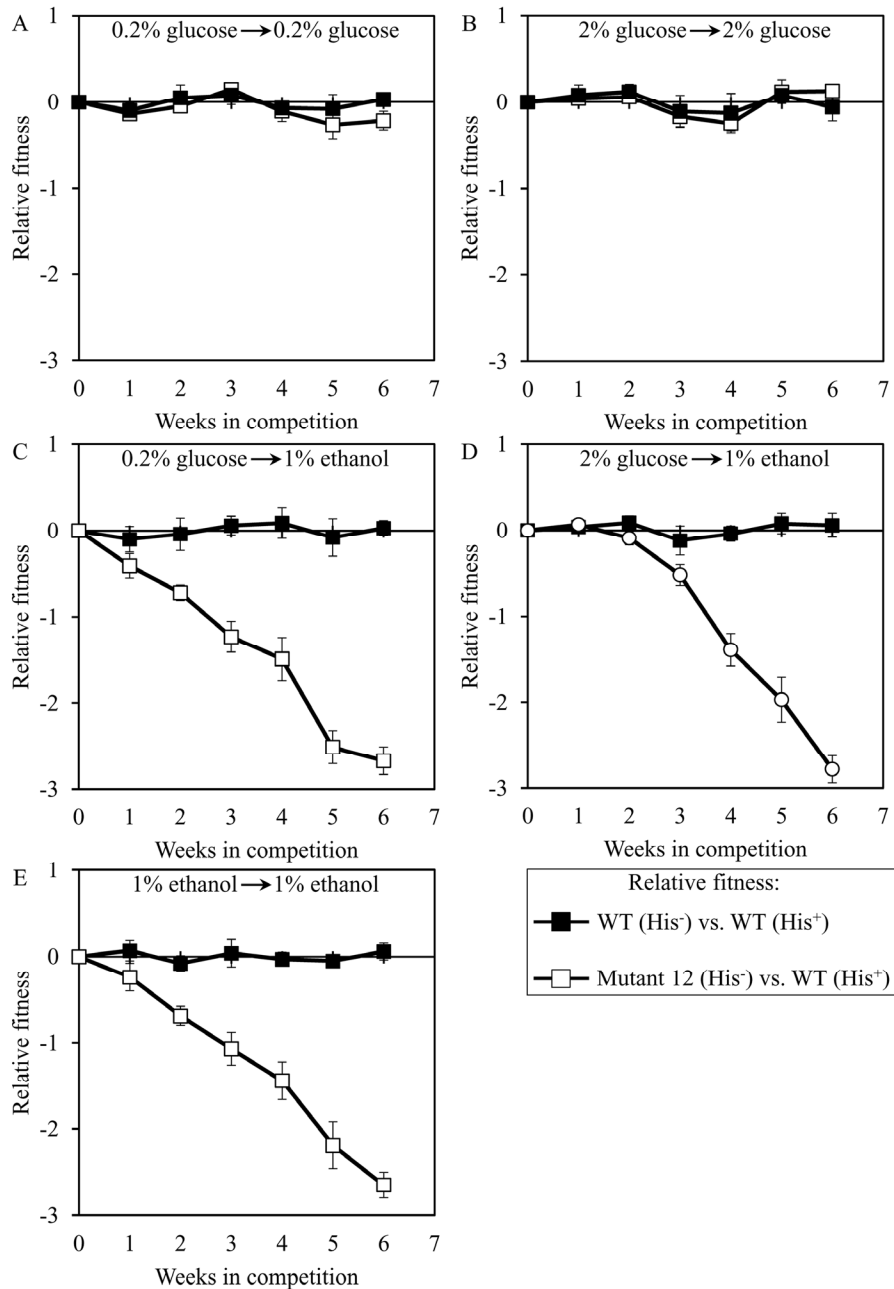 A
0.2% glucose→0.2% glucose
1
0
-1
-2
-3
Relative fitness
0 1 2 3 4 5 6 7
Weeks in competition
B
2% glucose→2% glucose
1
0
-1
-2
-3
Relative fitness
0 1 2 3 4 5 6 7
Weeks in competition
C
0.2% glucose→1% ethanol
1
0
-1
-2
-3
Relative fitness
0 1 2 3 4 5 6 7
Weeks in competition
D
2% glucose→1% ethanol
1
0
-1
-2
-3
Relative fitness
0 1 2 3 4 5 6 7
Weeks in competition
E
1% ethanol→1% ethanol
1
0
-1
-2
-3
Relative fitness
0 1 2 3 4 5 6 7
Weeks in competition
Relative fitness:
WT (His⁻) vs. WT (His⁺)
Mutant 12 (His⁻) vs. WT (His⁺)